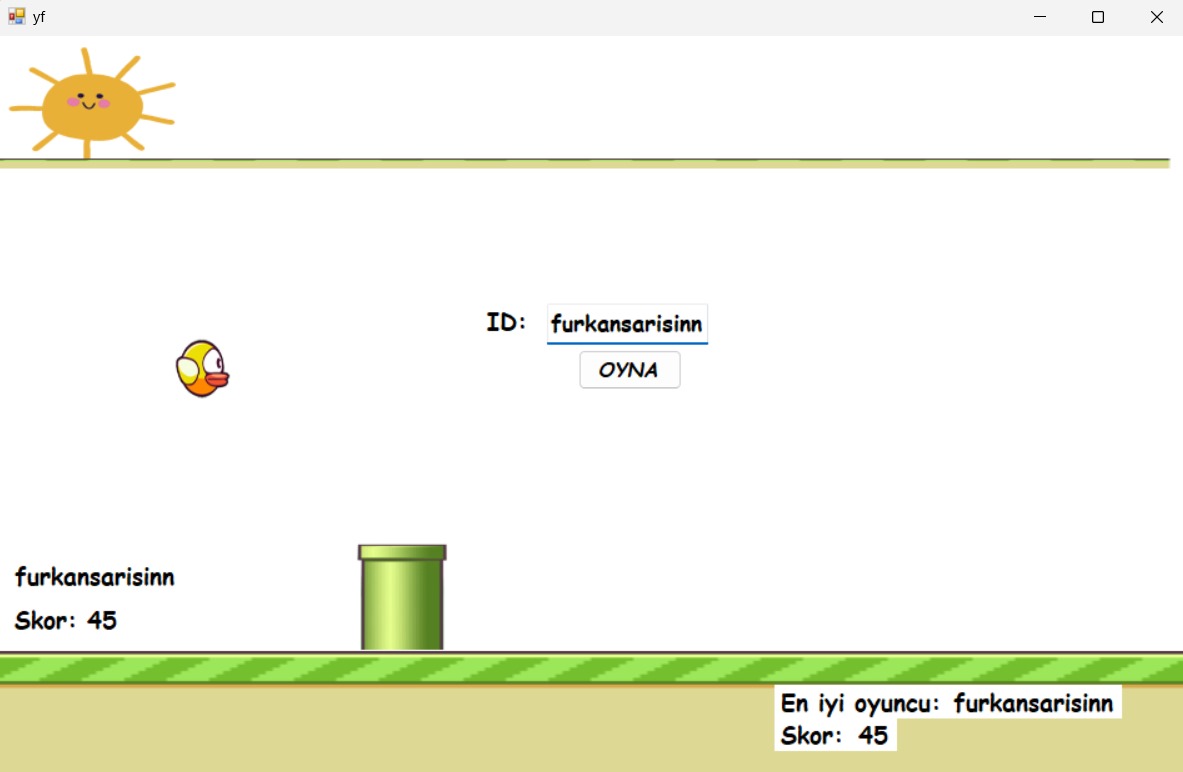 yf
ID: furkansarisinn
OYNA
furkansarisinn
Skor: 45
En iyi oyuncu: furkansarisinn
Skor: 45